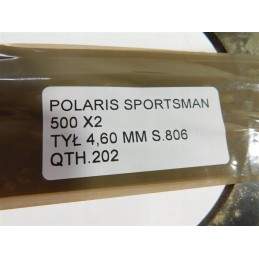 POLARIS SPORTSMAN
500 X2
TYŁ 4,60 MM S.806
QTH.202